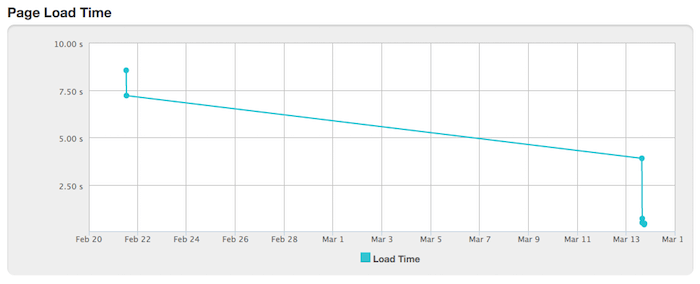 Page Load Time
10.00 s
7.50 s
5.00 s
2.50 s
Feb 20 Feb 22 Feb 24 Feb 26 Feb 28 Mar 1 Mar 3 Mar 5 Mar 7 Mar 9 Mar 11 Mar 13 Mar 1
Load Time